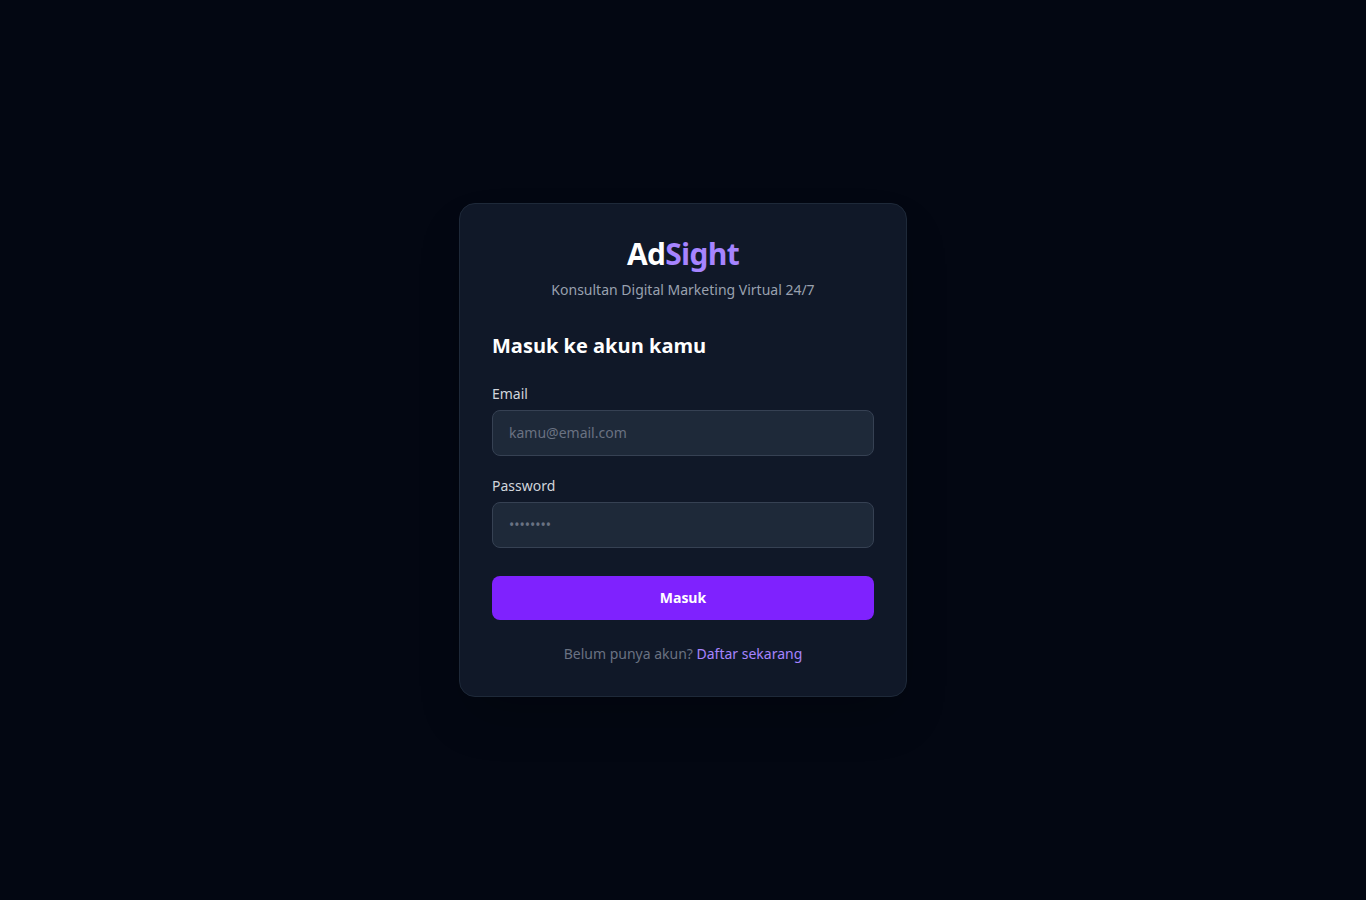 AdSight
Konsultan Digital Marketing Virtual 24/7
Masuk ke akun kamu
Email
kamu@email.com
Password
••••••••
Masuk
Belum punya akun? Daftar sekarang